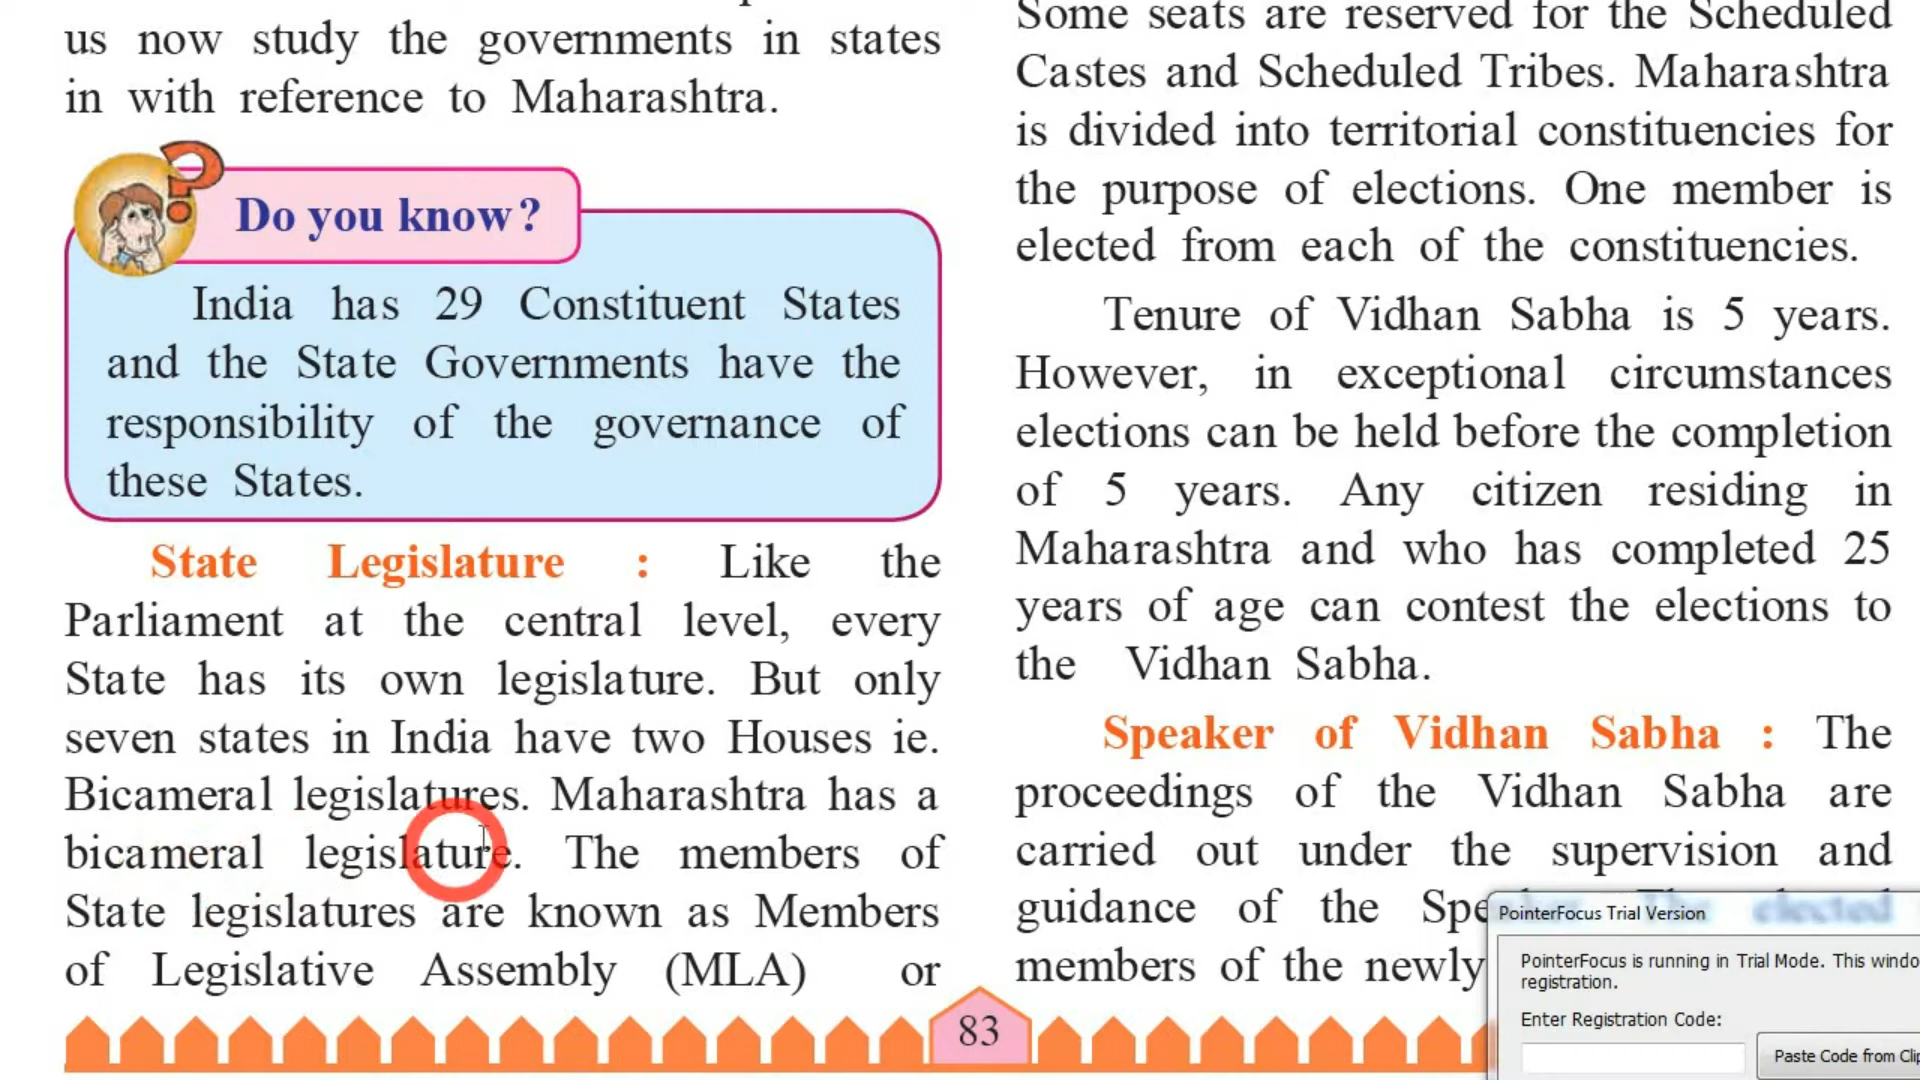 us now study the governments in states
in with reference to Maharashtra.
Do you know?
India has 29 Constituent States
and the State Governments have the
responsibility of the governance of
these States.
State Legislature : Like the
Parliament at the central level, every
State has its own legislature. But only
seven states in India have two Houses ie.
Bicameral legislatures. Maharashtra has a
bicameral legislature. The members of
State legislatures are known as Members
of Legislative Assembly (MLA) or
Some seats are reserved for the Scheduled
Castes and Scheduled Tribes. Maharashtra
is divided into territorial constituencies for
the purpose of elections. One member is
elected from each of the constituencies.
Tenure of Vidhan Sabha is 5 years.
However, in exceptional circumstances
elections can be held before the completion
of 5 years. Any citizen residing in
Maharashtra and who has completed 25
years of age can contest the elections to
the Vidhan Sabha.
Speaker of Vidhan Sabha : The
proceedings of the Vidhan Sabha are
carried out under the supervision and
guidance of the The elected
members of the newly
83
PointerFocus Trial Version
PointerFocus is running in Trial Mode. This
registration.
Enter Registration Code:
Paste Code from